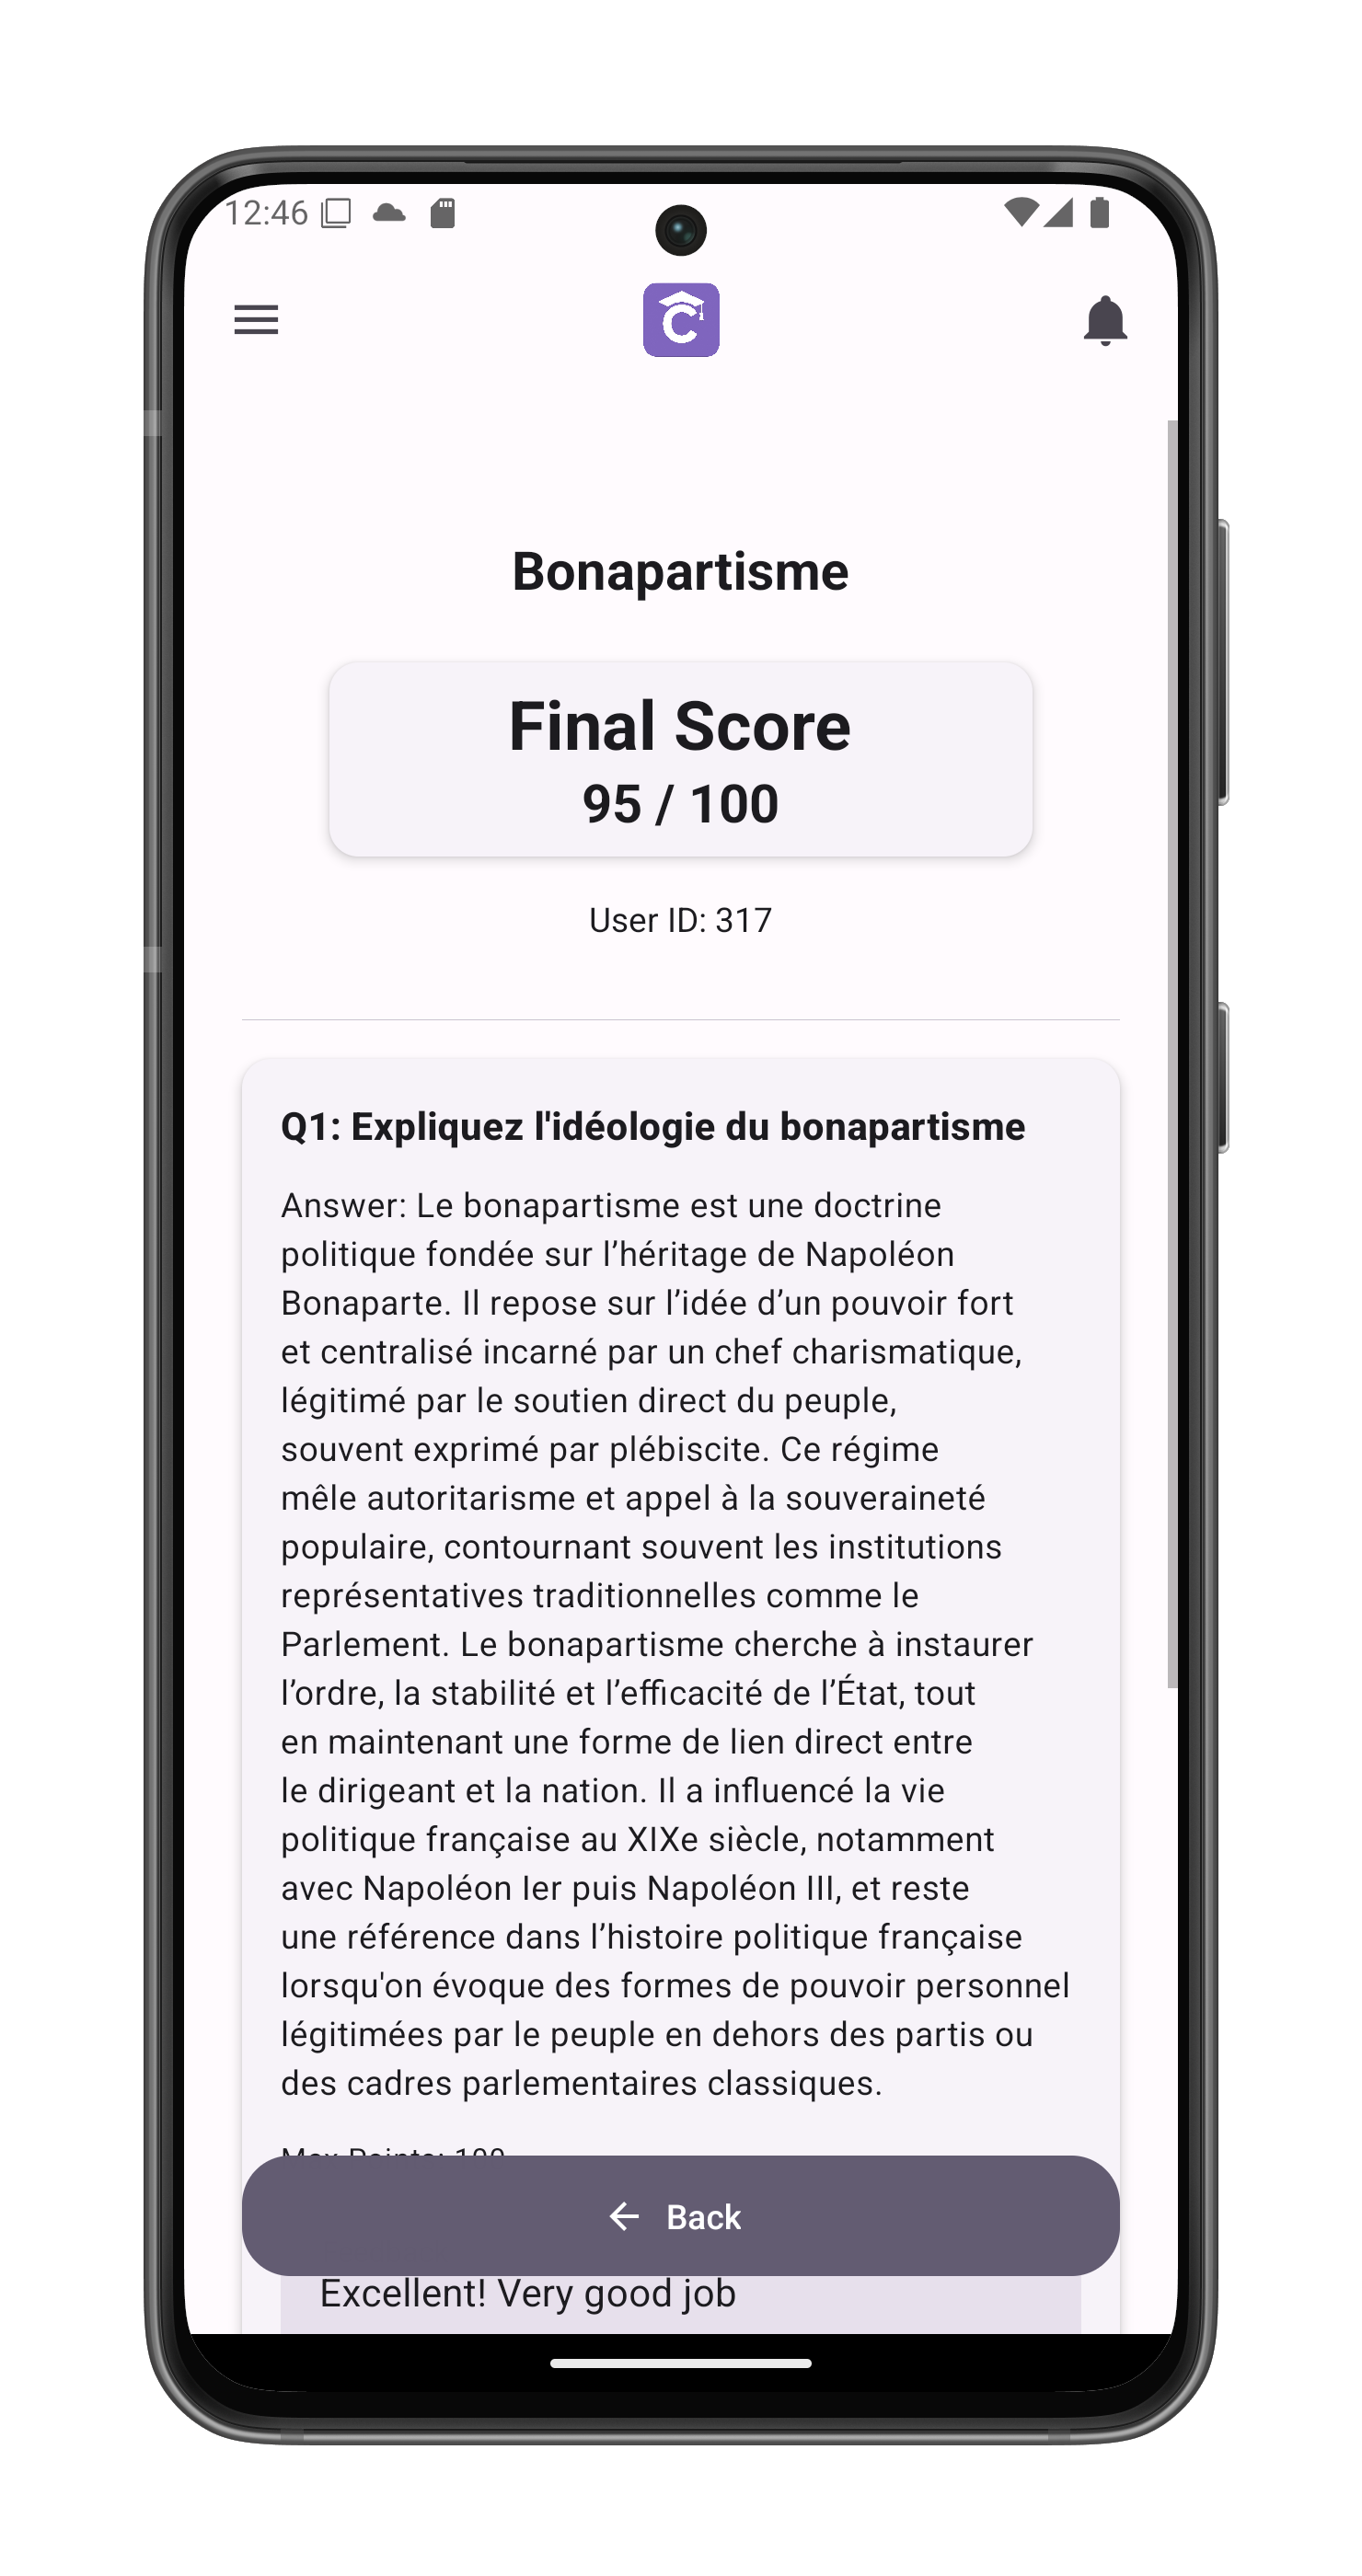 12:46
C
Bonapartisme
Final Score
95 / 100
User ID: 317
Q1: Expliquez l'idéologie du bonapartisme
Answer: Le bonapartisme est une doctrine
politique fondée sur l’héritage de Napoléon
Bonaparte. Il repose sur l’idée d’un pouvoir fort
et centralisé incarné par un chef charismatique,
légitimé par le soutien direct du peuple,
souvent exprimé par plébiscite. Ce régime
mêle autoritarisme et appel à la souveraineté
populaire, contournant souvent les institutions
représentatives traditionnelles comme le
Parlement. Le bonapartisme cherche à instaurer
l’ordre, la stabilité et l’efficacité de l’État, tout
en maintenant une forme de lien direct entre
le dirigeant et la nation. Il a influencé la vie
politique française au XIXe siècle, notamment
avec Napoléon Ier puis Napoléon III, et reste
une référence dans l’histoire politique française
lorsqu'on évoque des formes de pouvoir personnel
légitimées par le peuple en dehors des partis ou
des cadres parlementaires classiques.
Max Points: 100
Back
Excellent! Very good job